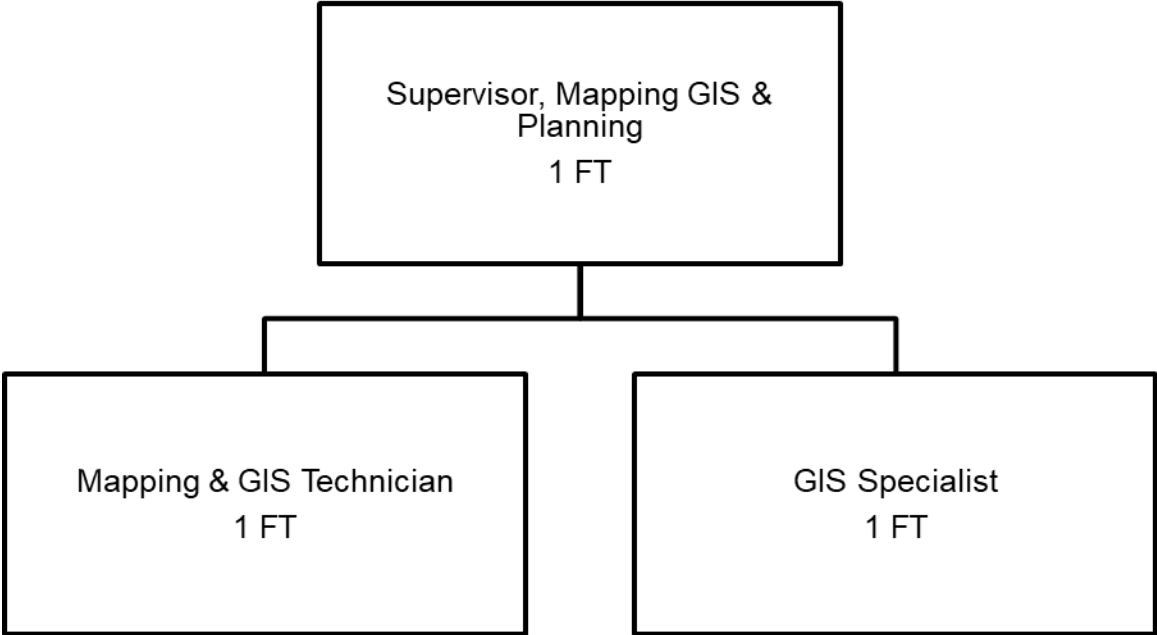 Supervisor, Mapping GIS &
Planning
1 FT
Mapping & GIS Technician
1 FT
GIS Specialist
1 FT